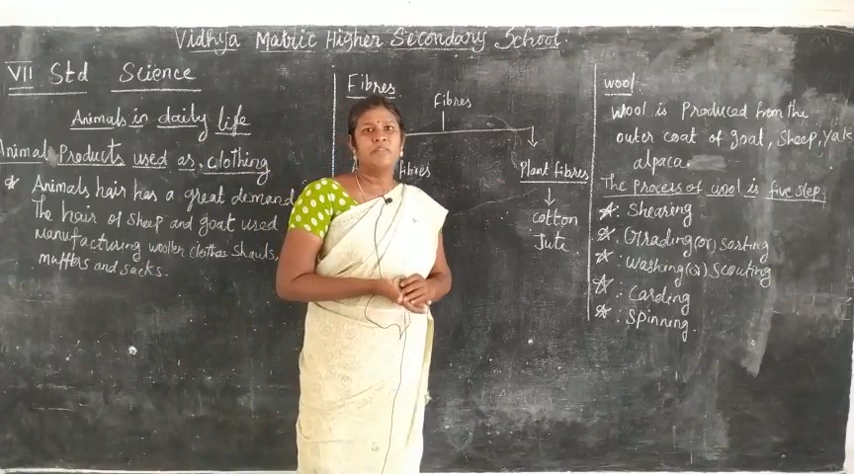 Vidhya Matric Higher Secondary School
VII Std Science
Animals in daily life
Animal Products used as clothing
Animals hair has a great demand
The hair of Sheep and goat used
Manufacturing woollen clothes Shauls,
mufflers and sacks.
Fibres
Fibres
fibres
Plant fibres
cotton
Jute
wool
Wool is produced from the
outer coat of goat, Sheep, Yak
alpaca.
The process of wool is five step
Shearing
Grading (or) Sorting
Washing (or) Scouting
Carding
Spinning.